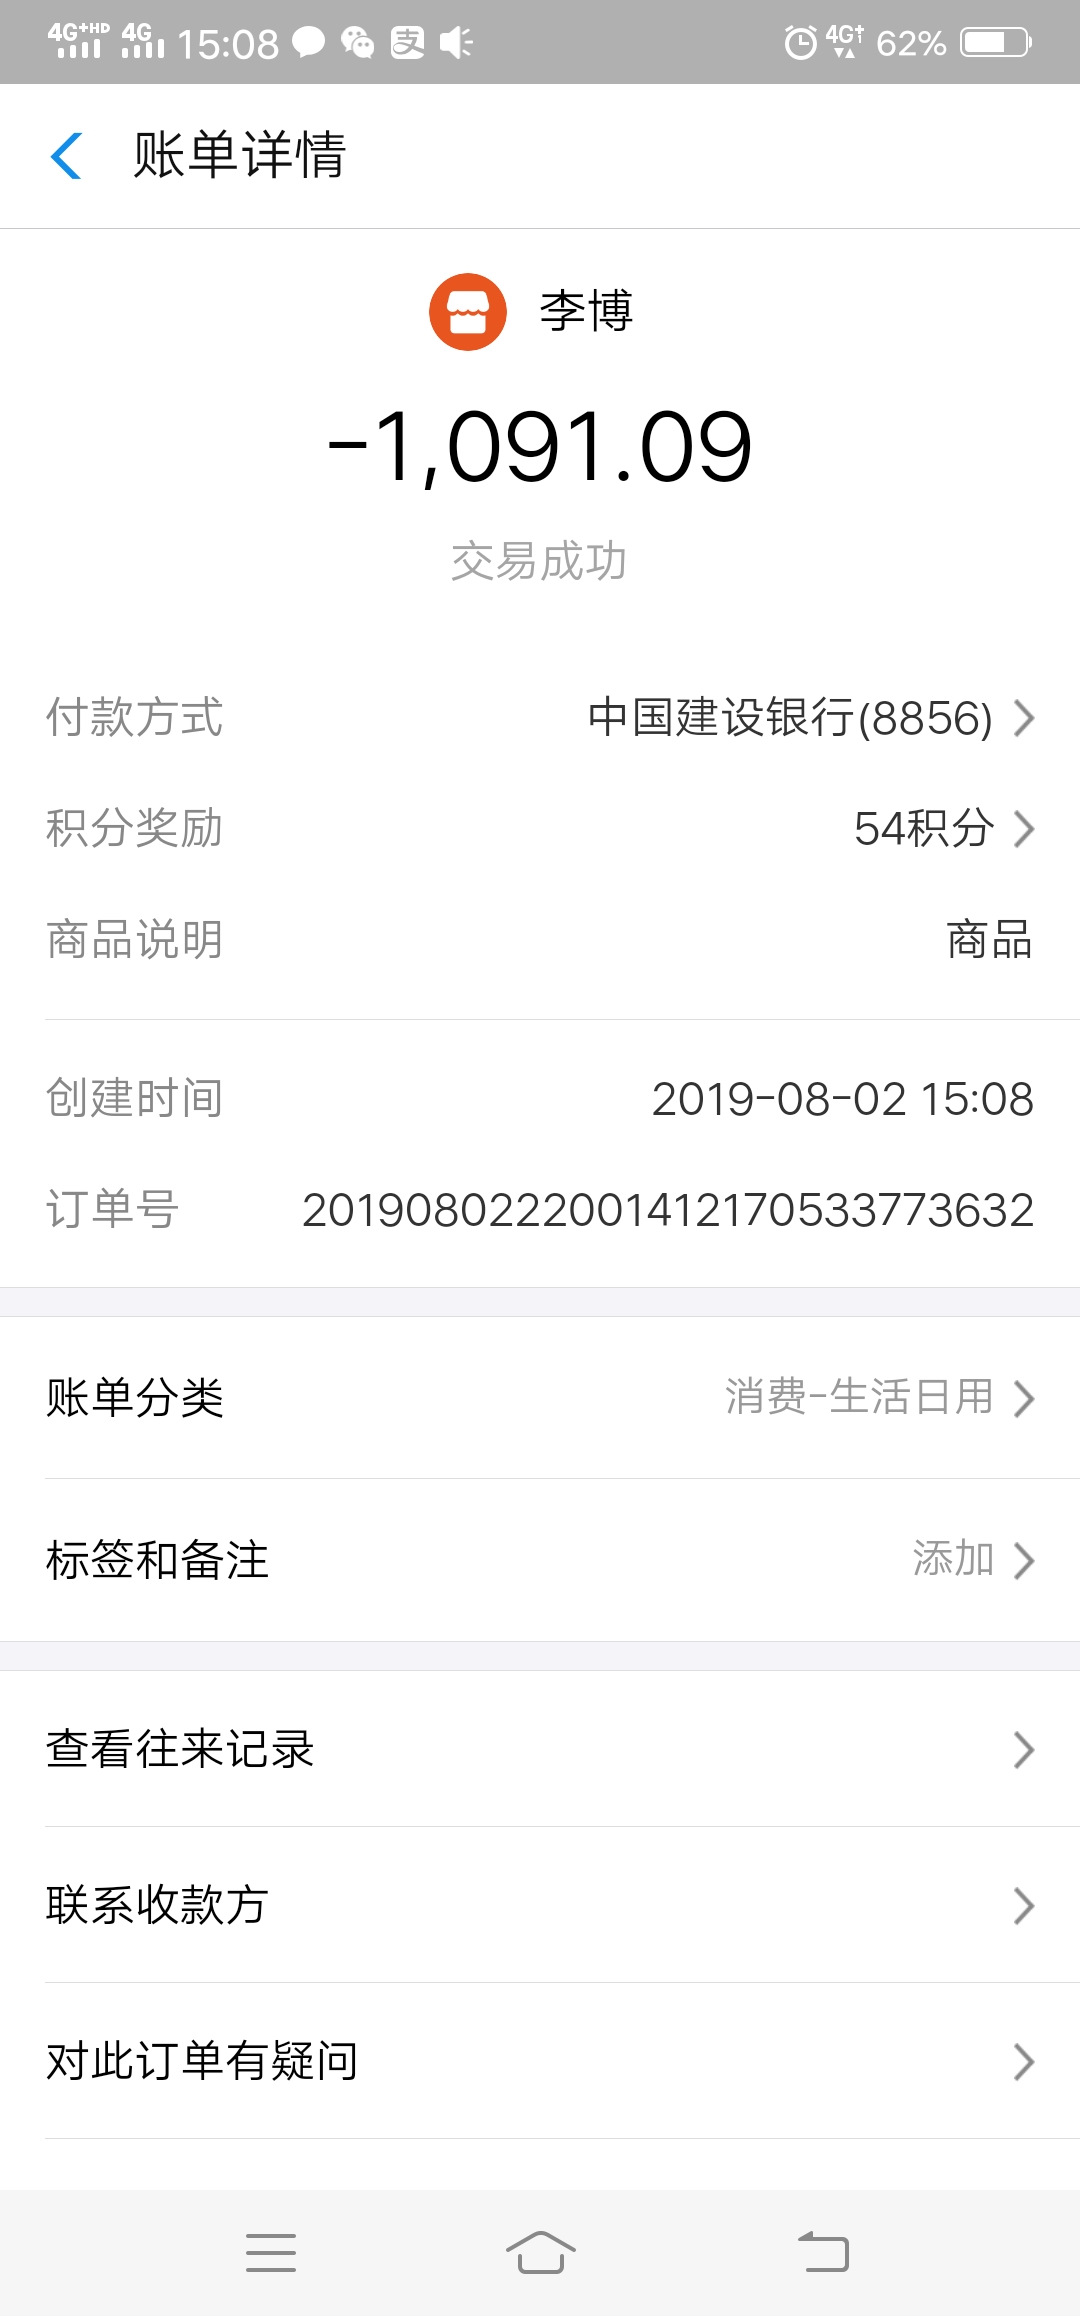 4G+HD 4G 15:08 支 4G+ 62%
账单详情
李博
-1,091.09
交易成功
付款方式 中国建设银行(8856)
积分奖励 54积分
商品说明 商品
创建时间 2019-08-02 15:08
订单号 2019080222001412170533773632
账单分类 消费-生活日用
标签和备注 添加
查看往来记录
联系收款方
对此订单有疑问